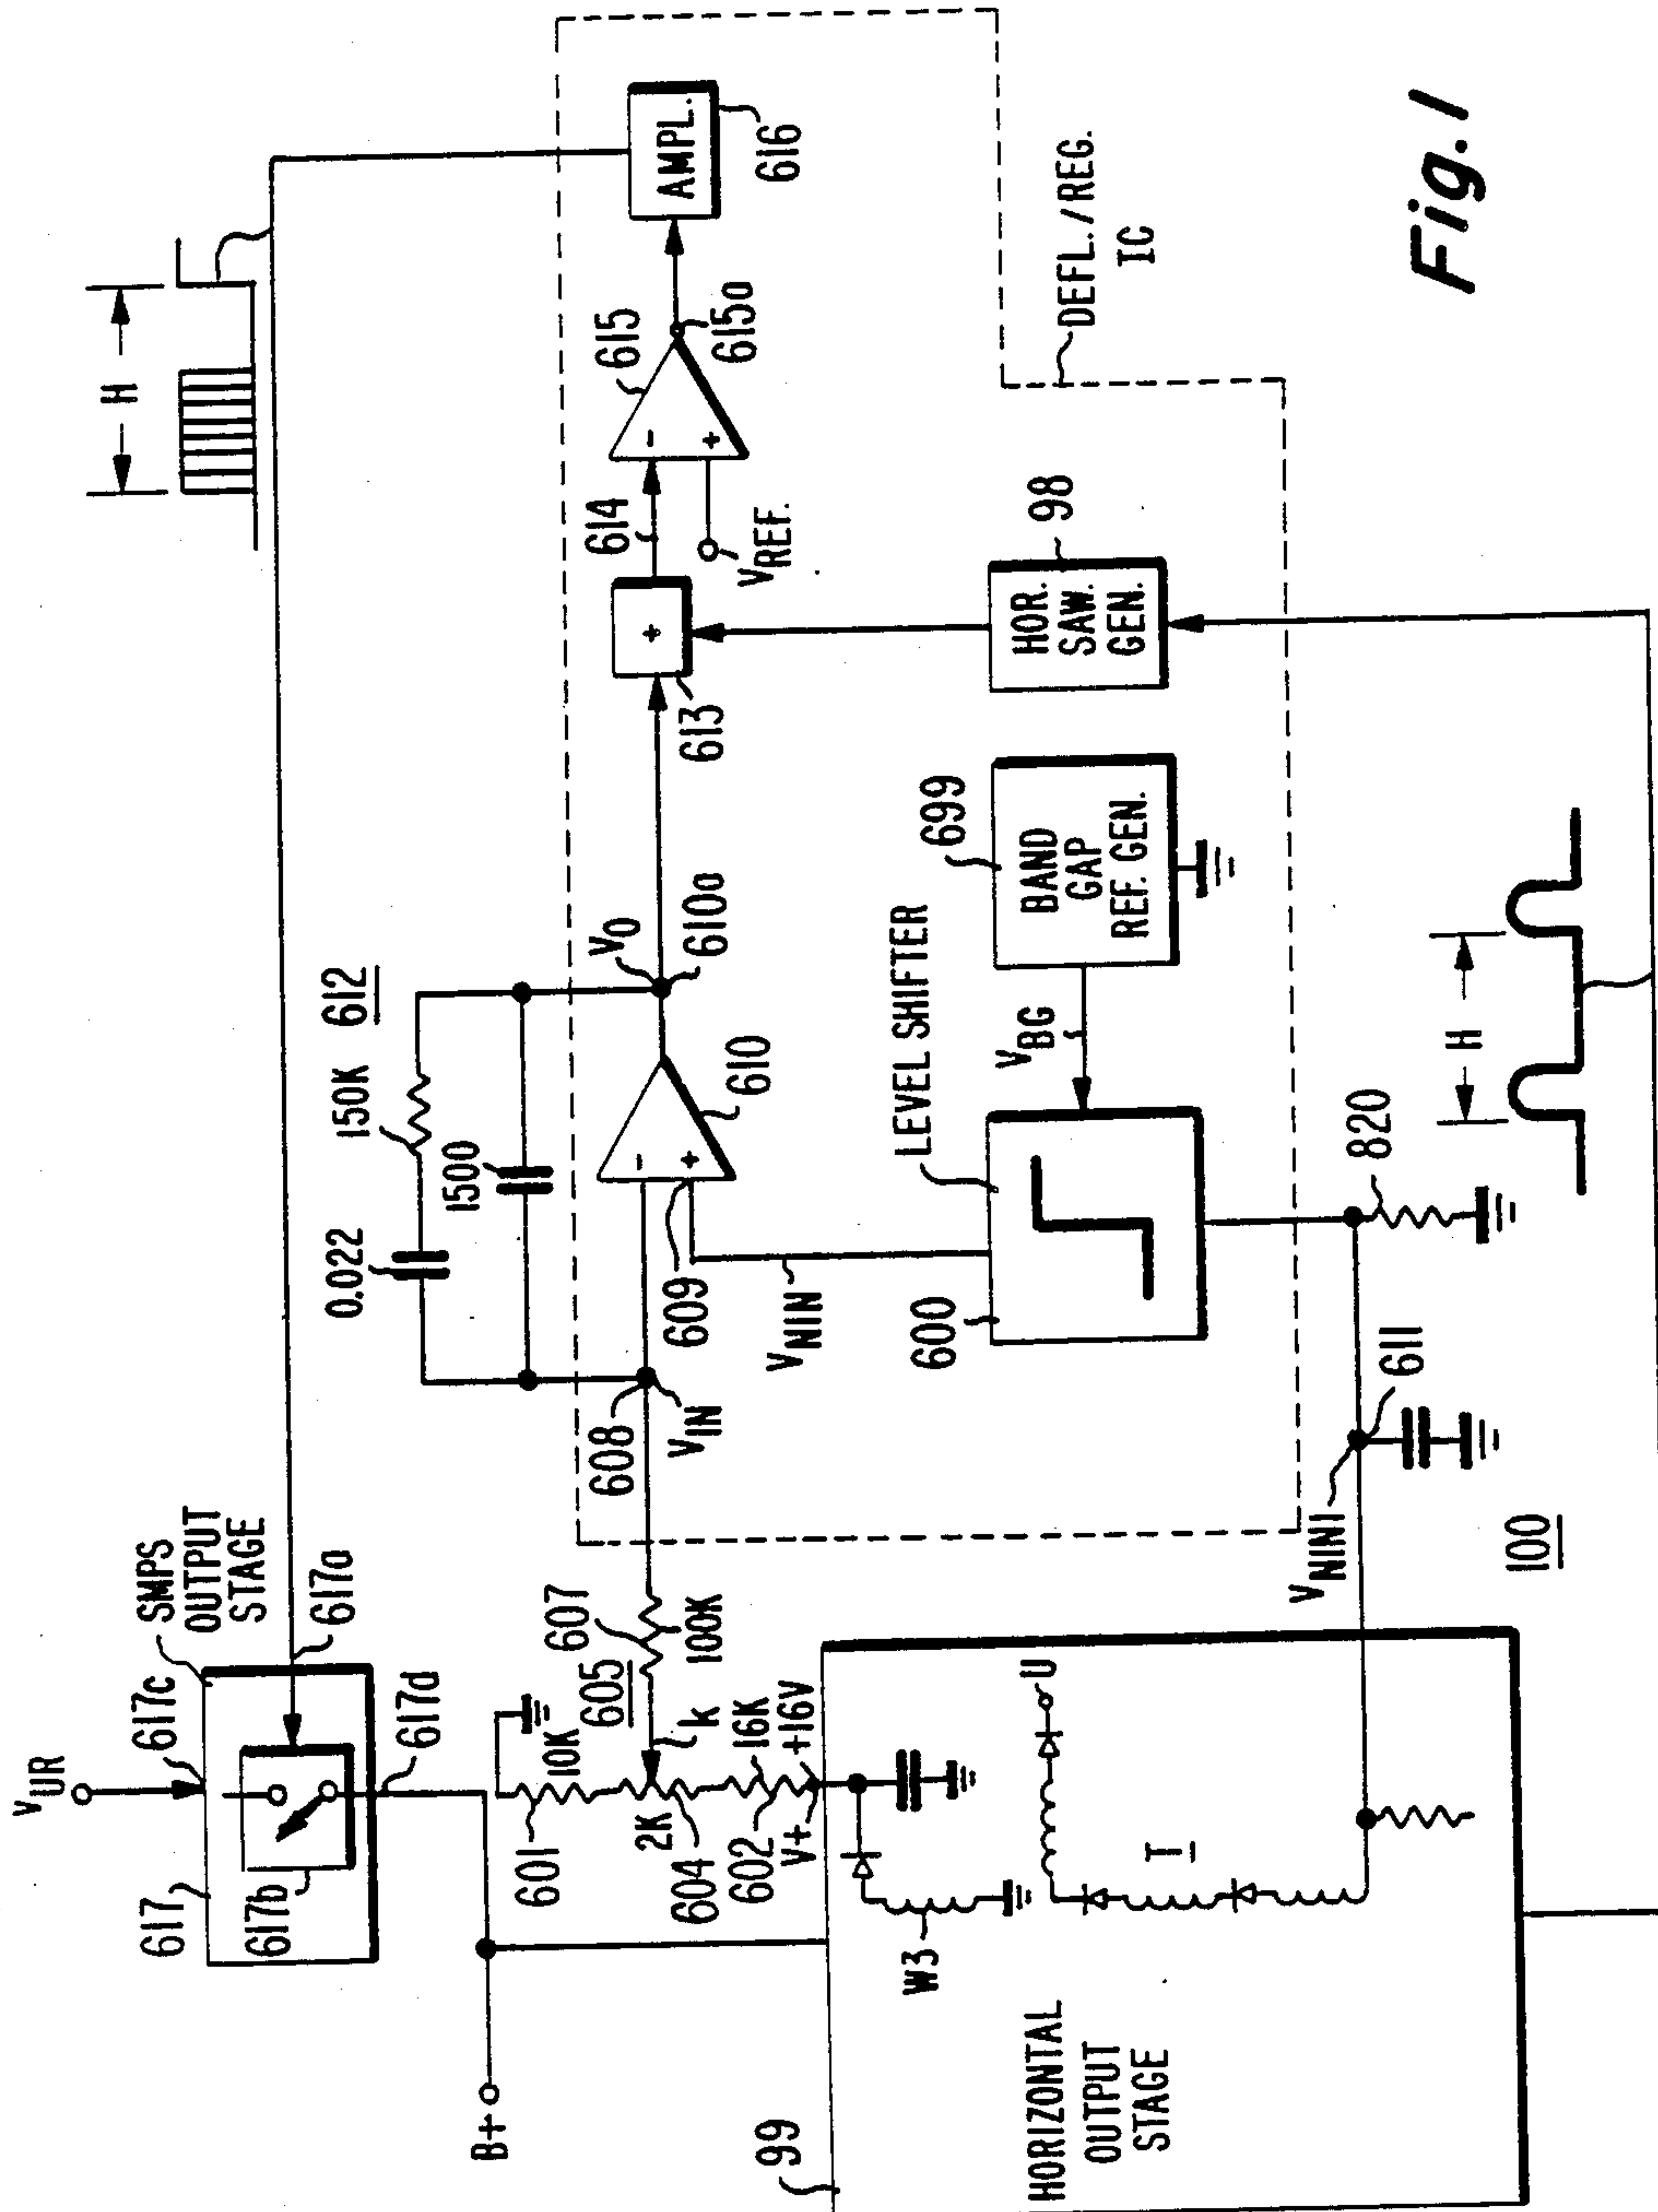 VUR
617c
SMPS
OUTPUT
STAGE
617
617b
617a
617d
B+
H
601
10K
605
607
100K
k
2K
604
602
16K
V+
+16V
608
VIN
0.022
150K
612
1500
VO
610a
610
609
VNIN
613
614
615
615a
VREF.
AMPL.
616
DEFL./REG.
IC
LEVEL SHIFTER
600
VBG
699
BAND
GAP
REF. GEN.
HOR.
SAW.
GEN.
98
99
HORIZONTAL
OUTPUT
STAGE
W3
T
U
VNIN1
611
820
H
100
Fig. 1